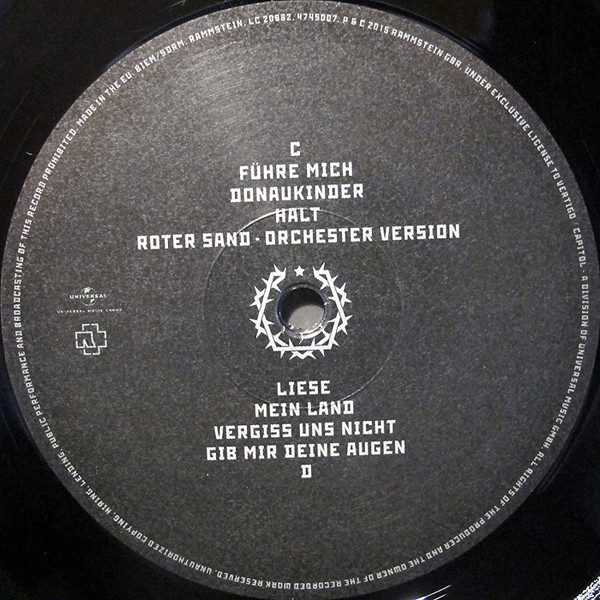 C
FÜHRE MICH
DONAUKINDER
HALT
ROTER SAND · ORCHESTER VERSION
UNIVERSAL
UNIVERSAL MUSIC GROUP
LIESE
MEIN LAND
VERGISS UNS NICHT
GIB MIR DEINE AUGEN
D
UNAUTHORIZED COPYING, HIRING, LENDING, PUBLIC PERFORMANCE AND BROADCASTING OF THIS RECORD PROHIBITED. MADE IN THE EU. BIEM/SDRM. RAMMSTEIN. LC 20682. 4745007. P & C 2015 RAMMSTEIN GBR. UNDER EXCLUSIVE LICENSE TO VERTIGO / CAPITOL - A DIVISION OF UNIVERSAL MUSIC GMBH. ALL RIGHTS OF THE PRODUCER AND THE OWNER OF THE RECORDED WORK RESERVED.